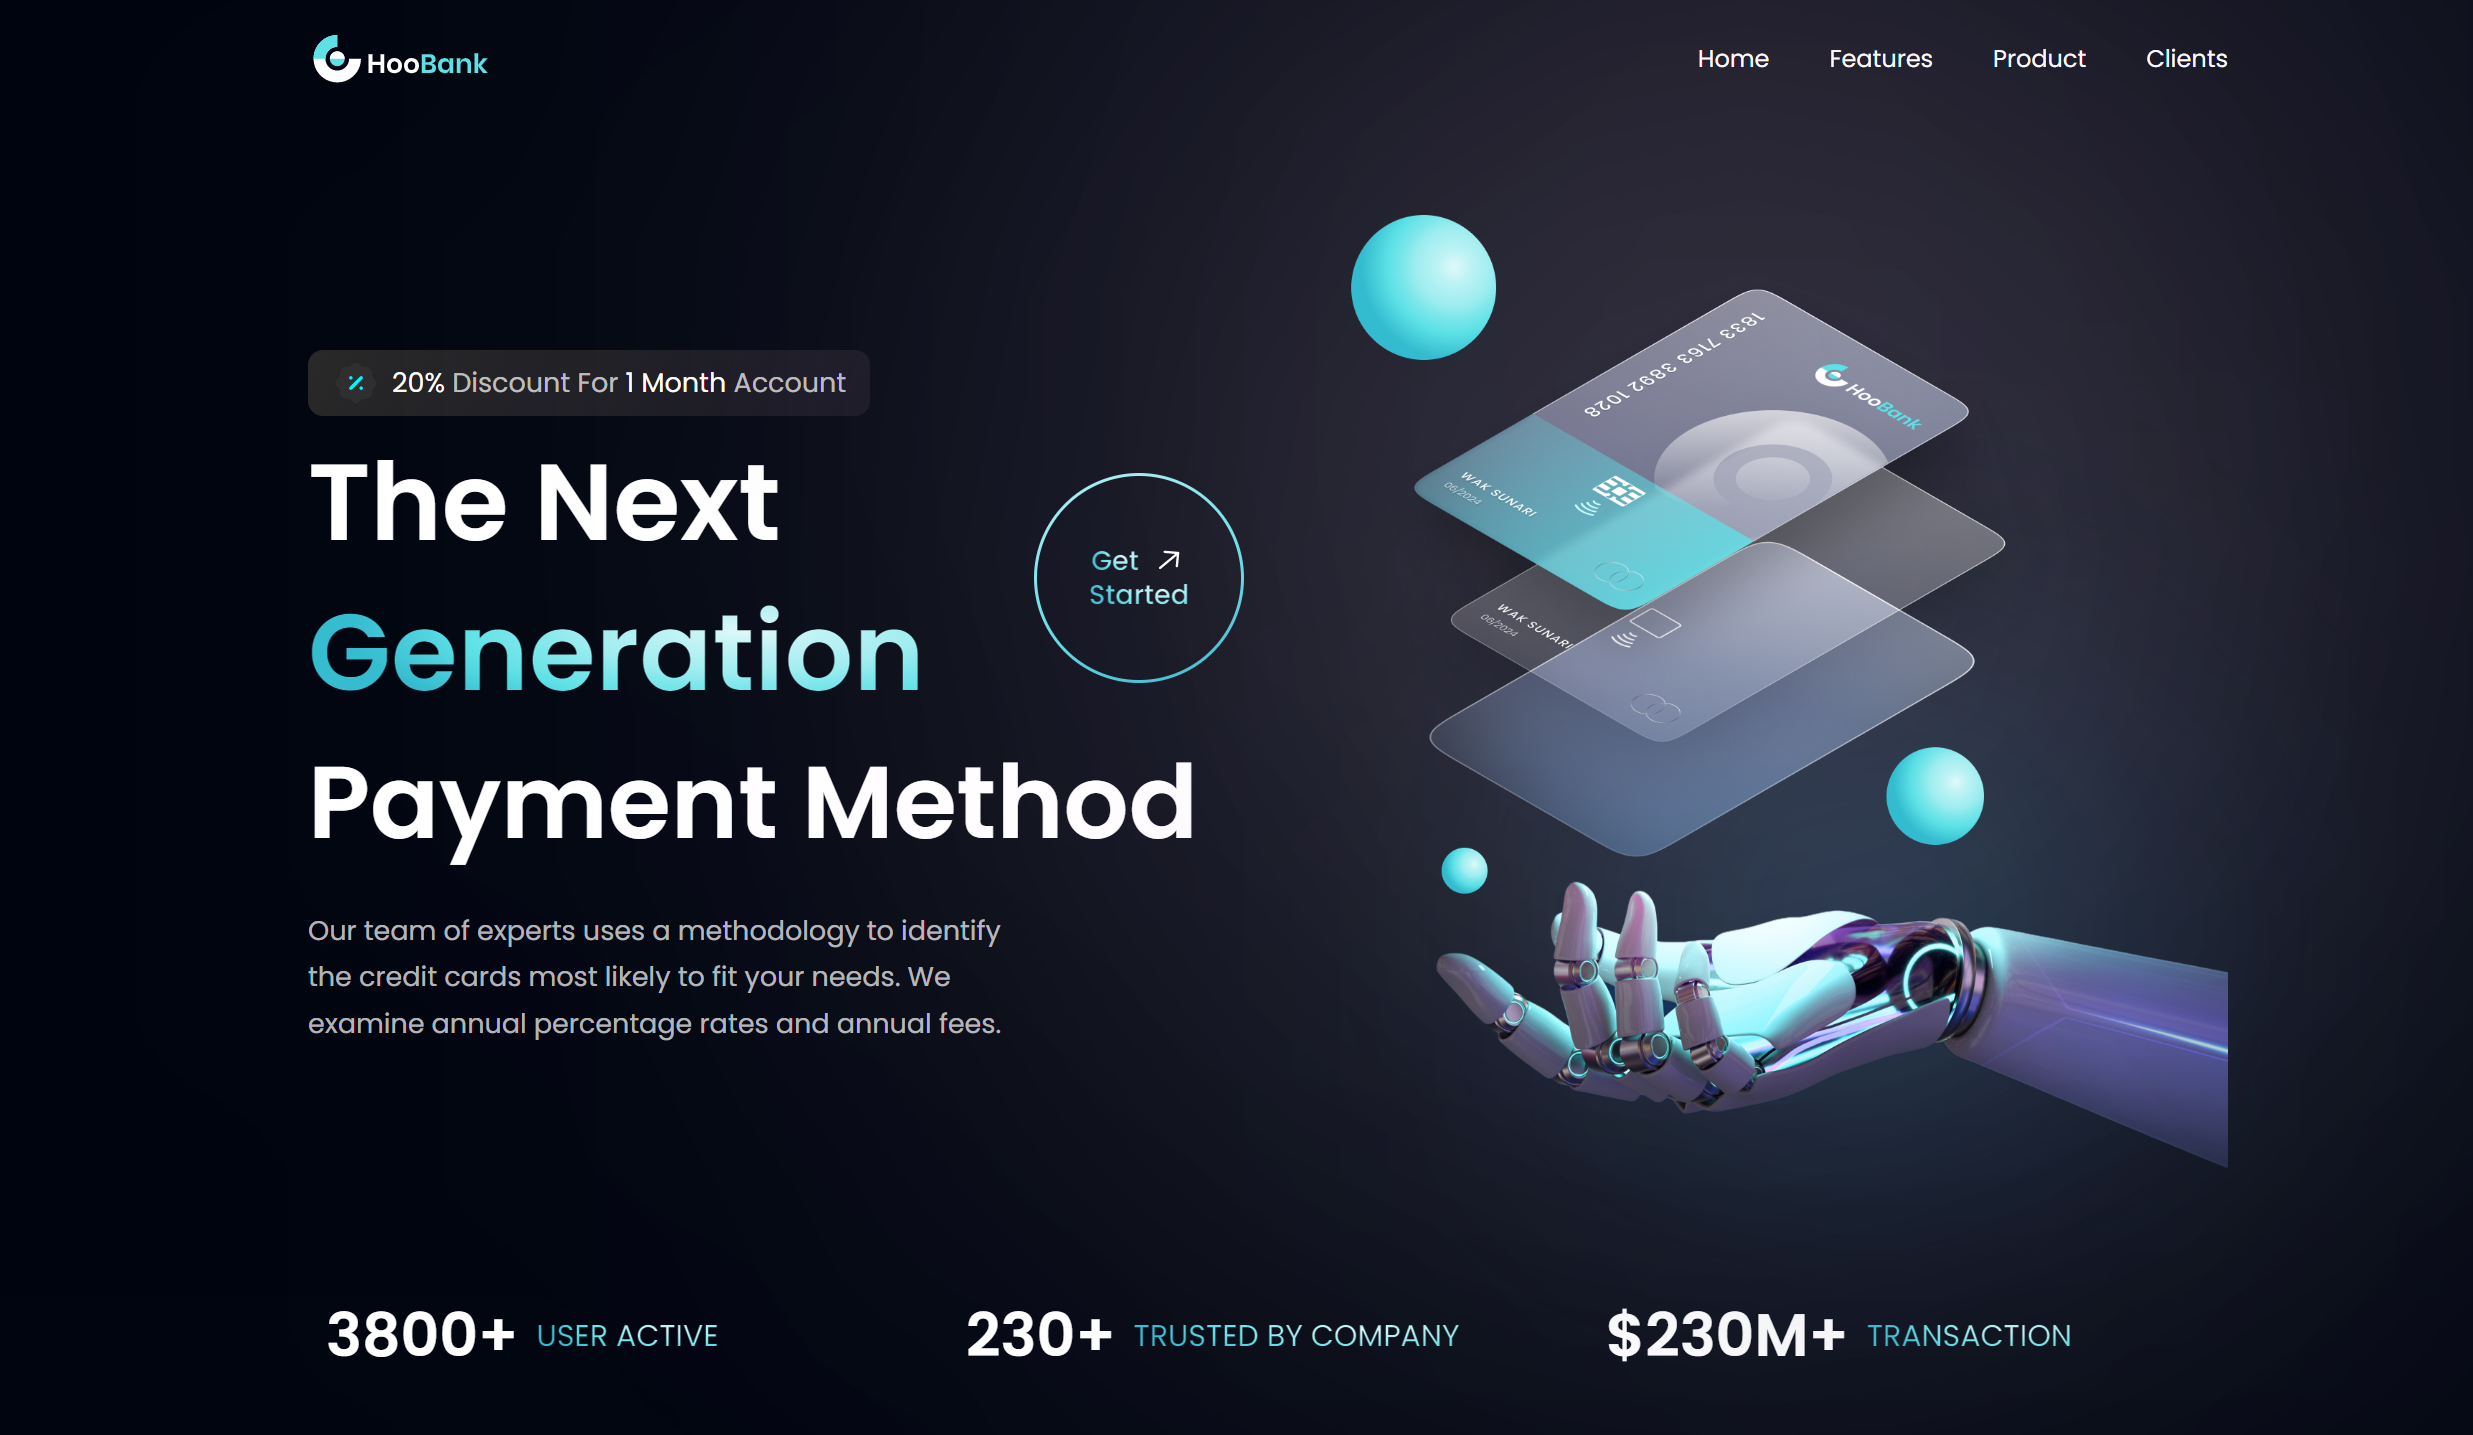 HooBank
Home
Features
Product
Clients
20% Discount For 1 Month Account
The Next
Generation
Payment Method
Get
Started
Our team of experts uses a methodology to identify
the credit cards most likely to fit your needs. We
examine annual percentage rates and annual fees.
1833 7163 3892 1028
HooBank
WAK SUNARI
06/2024
WAK SUNARI
06/2024
3800+ USER ACTIVE
230+ TRUSTED BY COMPANY
$230M+ TRANSACTION